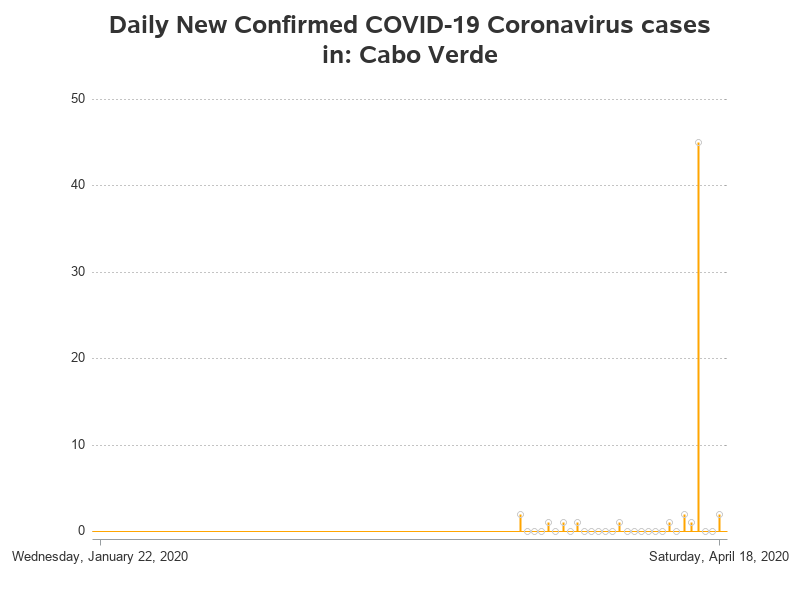 Daily New Confirmed COVID-19 Coronavirus cases
in: Cabo Verde
50
40
30
20
10
0
Wednesday, January 22, 2020
Saturday, April 18, 2020